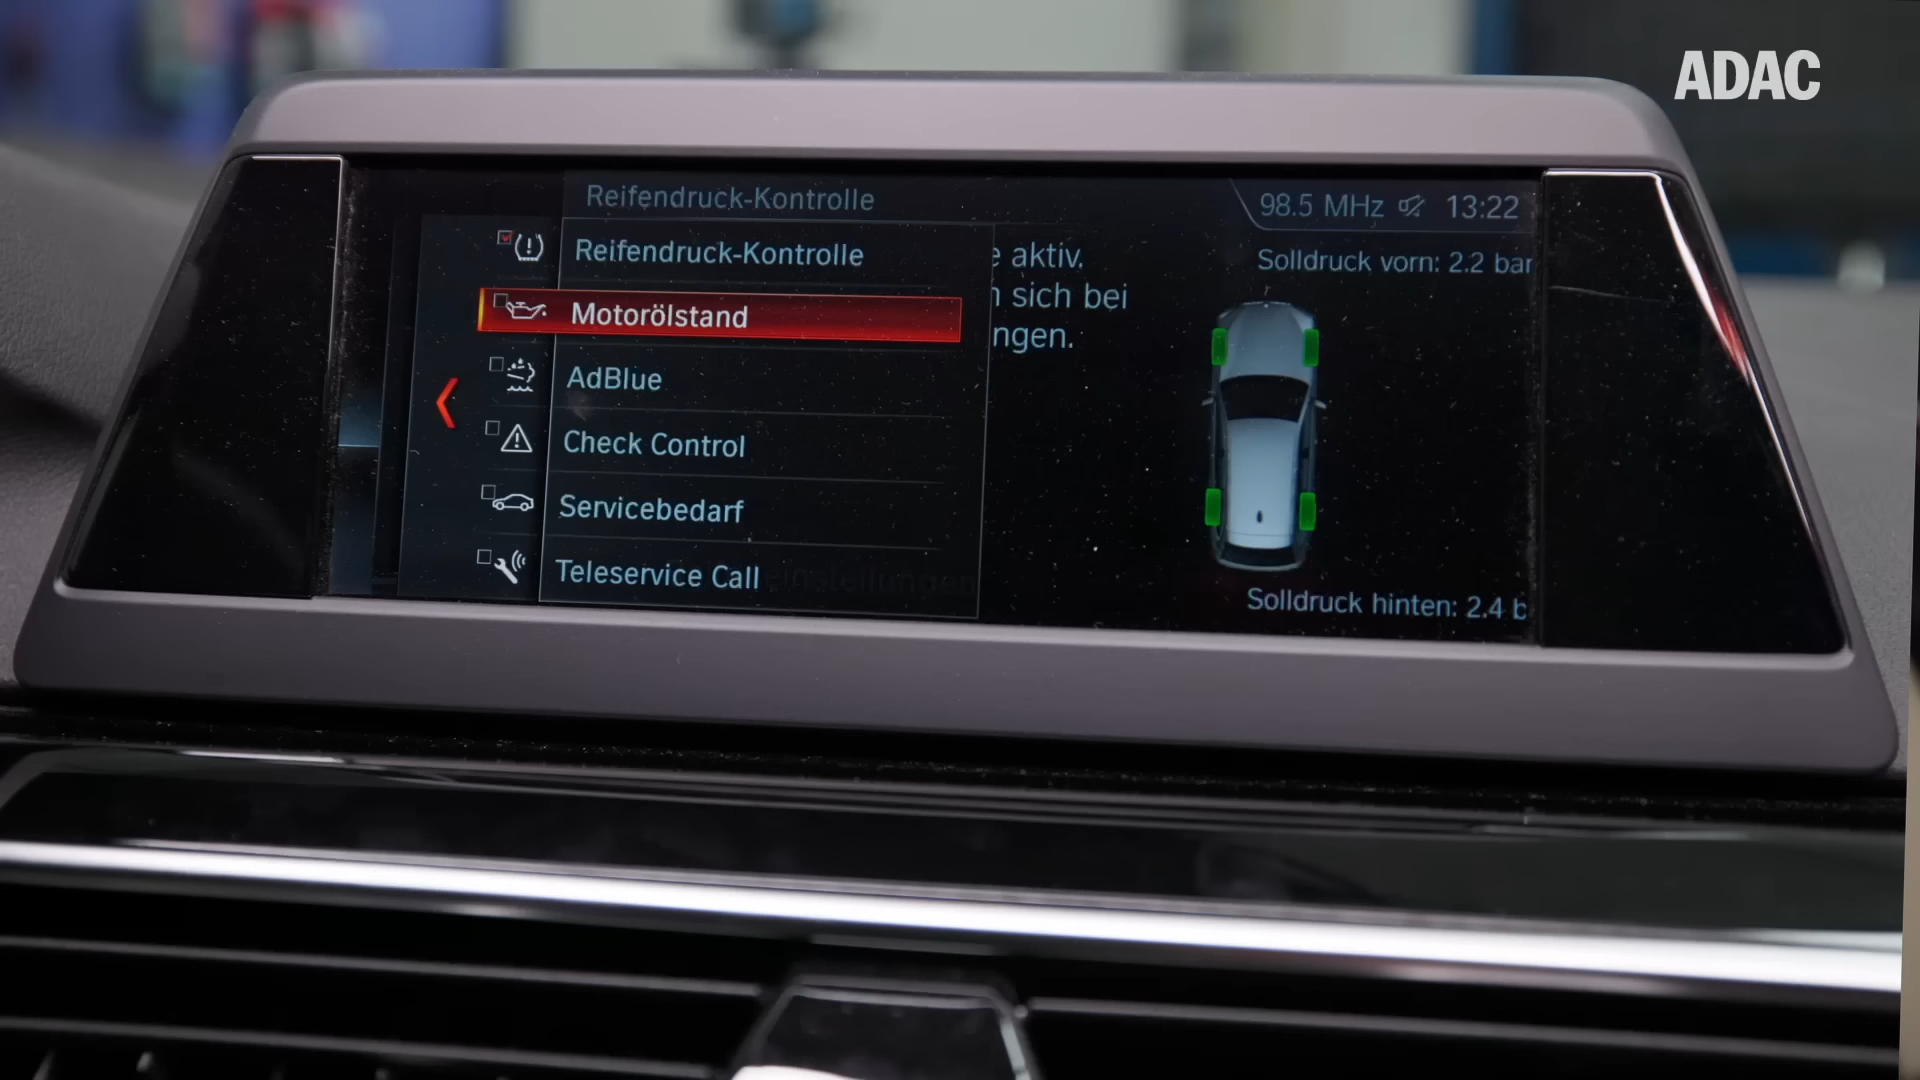 ADAC
Reifendruck-Kontrolle
98.5 MHz 13:22
Reifendruck-Kontrolle
Motorölstand
AdBlue
Check Control
Servicebedarf
Teleservice Call
aktiv.
sich bei
ngen.
Solldruck vorn: 2.2 bar
Solldruck hinten: 2.4 b